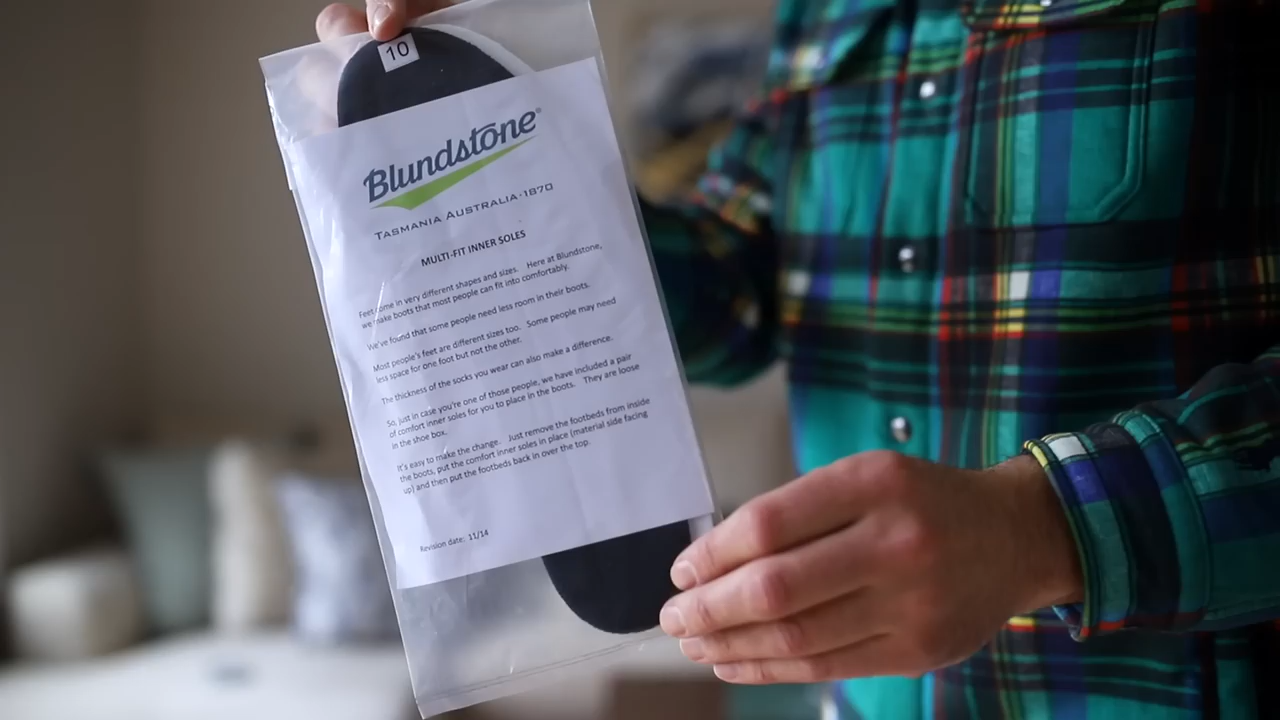 10
Blundstone®
TASMANIA AUSTRALIA·1870
MULTI-FIT INNER SOLES
Feet come in very different shapes and sizes. Here at Blundstone,
we make boots that most people can fit into comfortably.
We've found that some people need less room in their boots.
Most people's feet are different sizes too. Some people may need
less space for one foot but not the other.
The thickness of the socks you wear can also make a difference.
So, just in case you're one of those people, we have included a pair
of comfort inner soles for you to place in the boots. They are loose
in the shoe box.
It's easy to make the change. Just remove the footbeds from inside
the boots, put the comfort inner soles in place (material side facing
up) and then put the footbeds back in over the top.
Revision date: 11/14